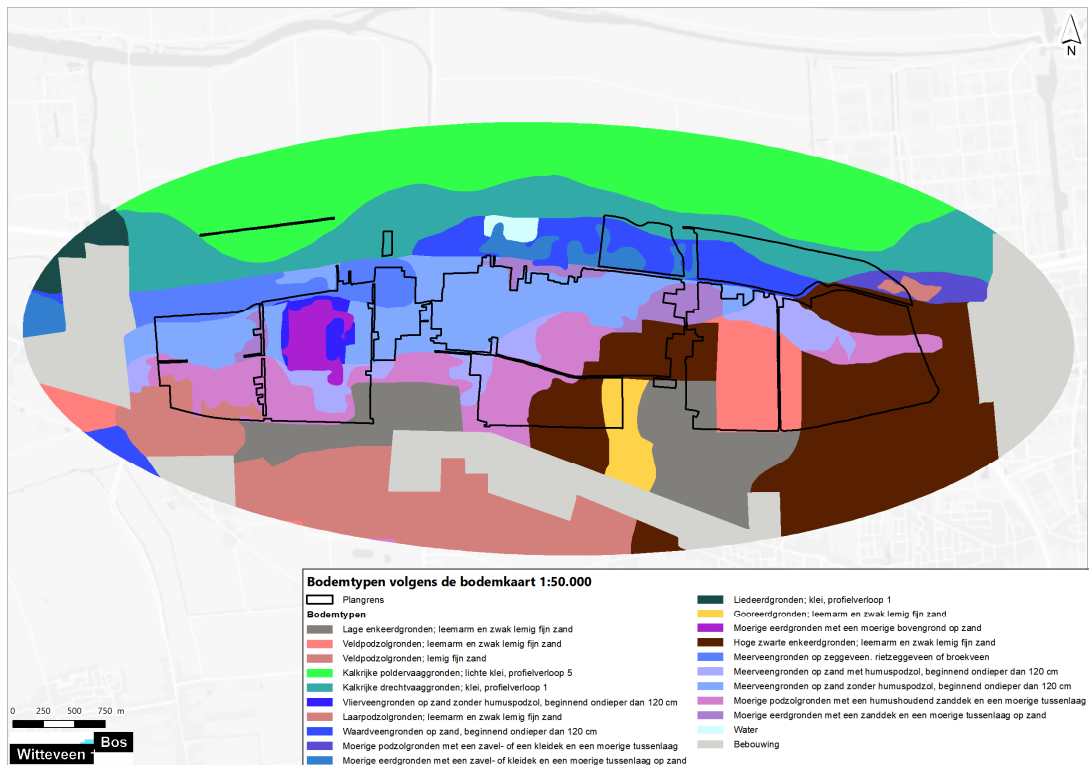 N
Bodemtypen volgens de bodemkaart 1:50.000
Plangrens
Bodemtypen
Lage enkeerdgronden; leemarm en zwak lemig fijn zand
Veldpodzolgronden; leemarm en zwak lemig fijn zand
Veldpodzolgronden; lemig fijn zand
Kalkrijke poldervaaggronden; lichte klei, profielverloop 5
Kalkrijke drechtvaaggronden; klei, profielverloop 1
Vlierveengronden op zand zonder humuspodzol, beginnend ondieper dan 120 cm
Laarpodzolgronden; leemarm en zwak lemig fijn zand
Waardveengronden op zand, beginnend ondieper dan 120 cm
Moerige podzolgronden met een zavel- of een kleidek en een moerige tussenlaag
Moerige eerdgronden met een zavel- of kleidek en een moerige tussenlaag op zand
Liedeerdgronden; klei, profielverloop 1
Gooreerdgronden; leemarm en zwak lemig fijn zand
Moerige eerdgronden met een moerige bovengrond op zand
Hoge zwarte enkeerdgronden; leemarm en zwak lemig fijn zand
Meerveengronden op zeggeveen. rietzeggeveen of broekveen
Meerveengronden op zand met humuspodzol, beginnend ondieper dan 120 cm
Meerveengronden op zand zonder humuspodzol, beginnend ondieper dan 120 cm
Moerige podzolgronden met een humushoudend zanddek en een moerige tussenlaag
Moerige eerdgronden met een zanddek en een moerige tussenlaag op zand
Water
Bebouwing
0 250 500 750 m
Witteveen + Bos